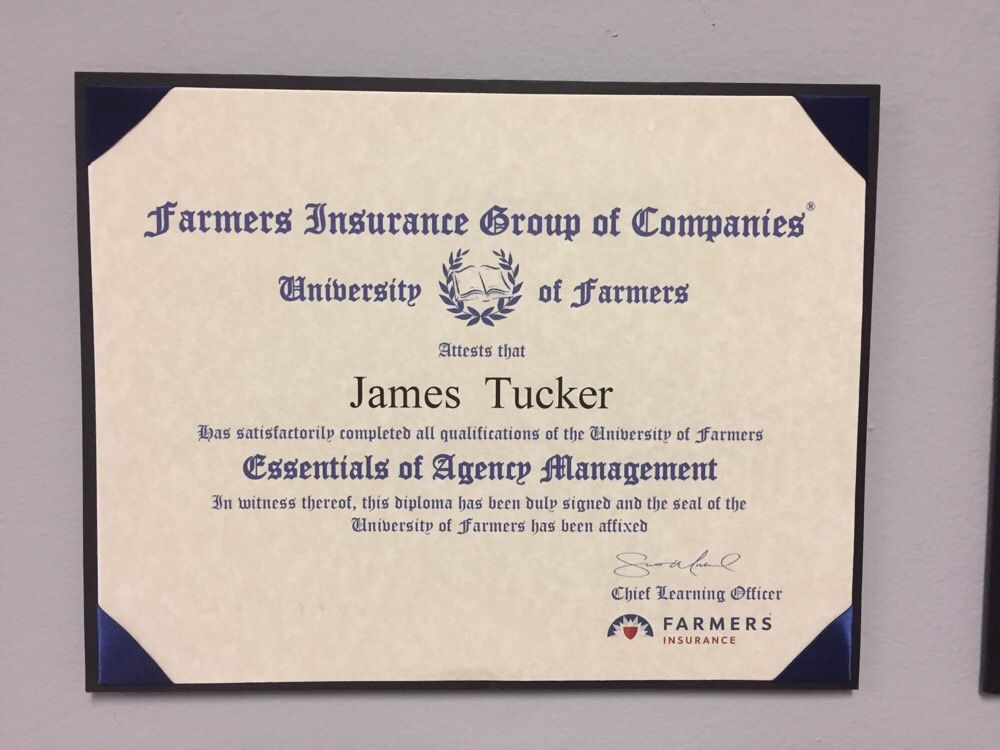 Farmers Insurance Group of Companies®
University of Farmers
Attests that
James Tucker
Has satisfactorily completed all qualifications of the University of Farmers
Essentials of Agency Management
In witness thereof, this diploma has been duly signed and the seal of the
University of Farmers has been affixed
Chief Learning Officer
FARMERS
INSURANCE